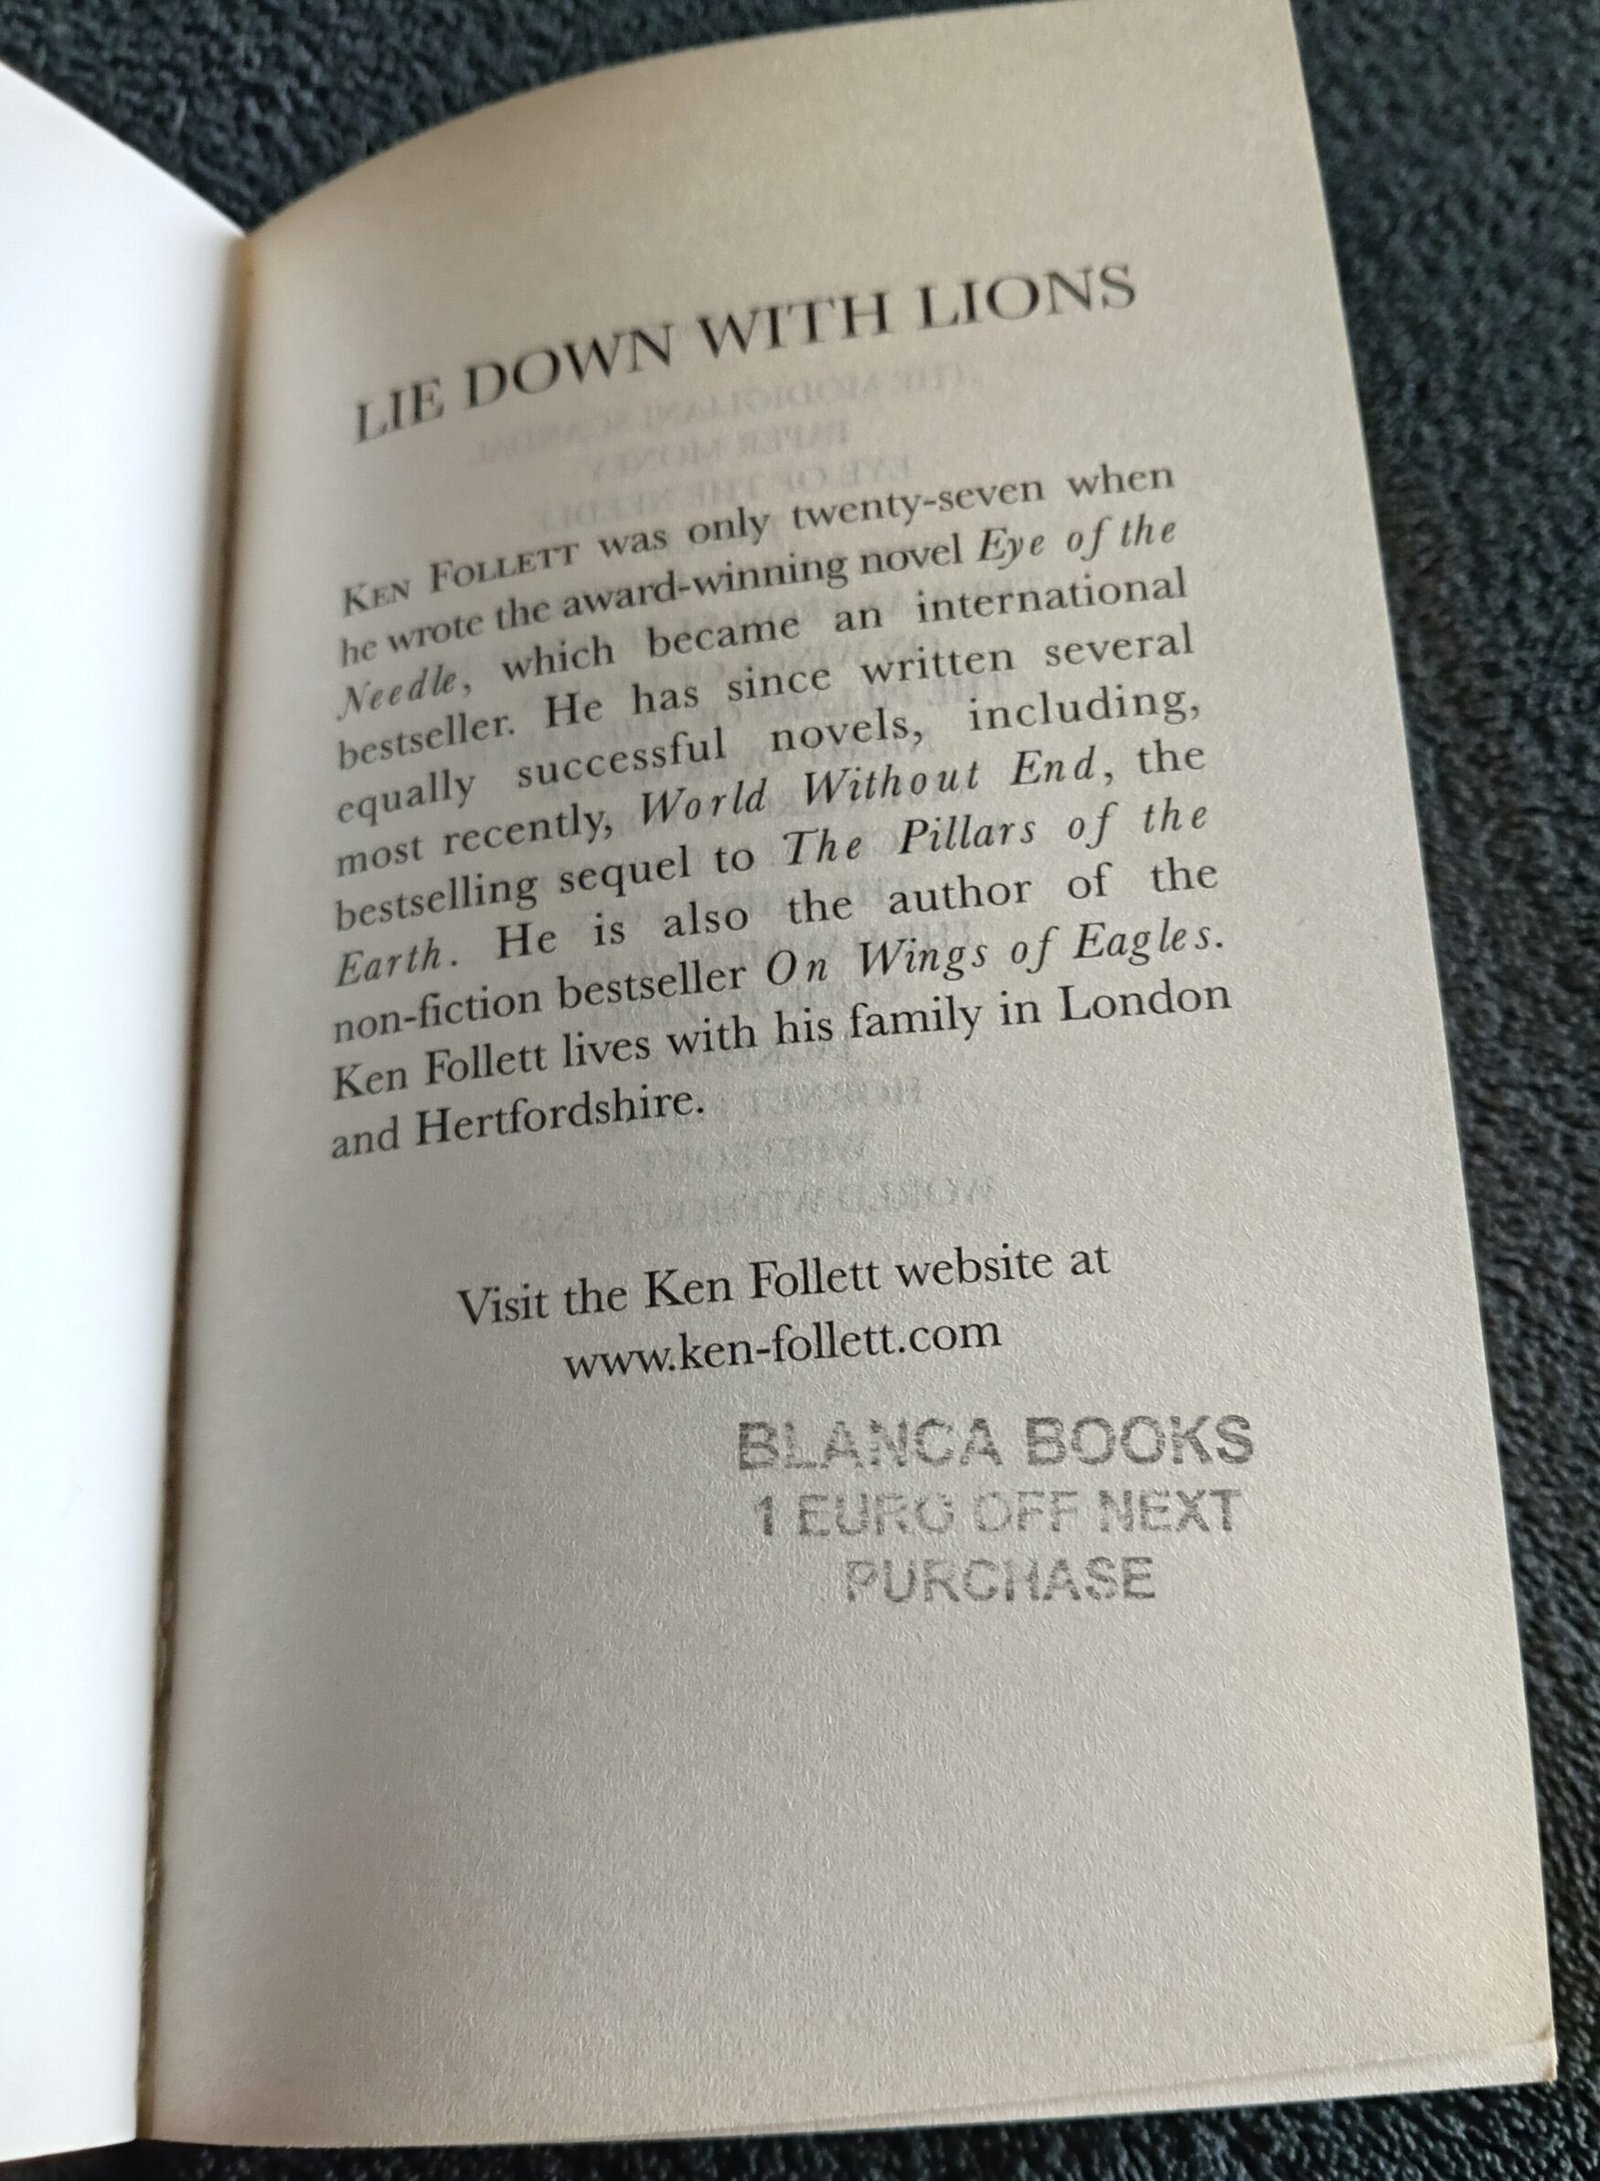 LIE DOWN WITH LIONS
KEN FOLLETT was only twenty-seven when
he wrote the award-winning novel Eye of the
Needle, which became an international
bestseller. He has since written several
equally successful novels, including,
most recently, World Without End, the
bestselling sequel to The Pillars of the
Earth. He is also the author of the
non-fiction bestseller On Wings of Eagles.
Ken Follett lives with his family in London
and Hertfordshire.
Visit the Ken Follett website at
www.ken-follett.com
BLANCA BOOKS
1 EURO OFF NEXT
PURCHASE